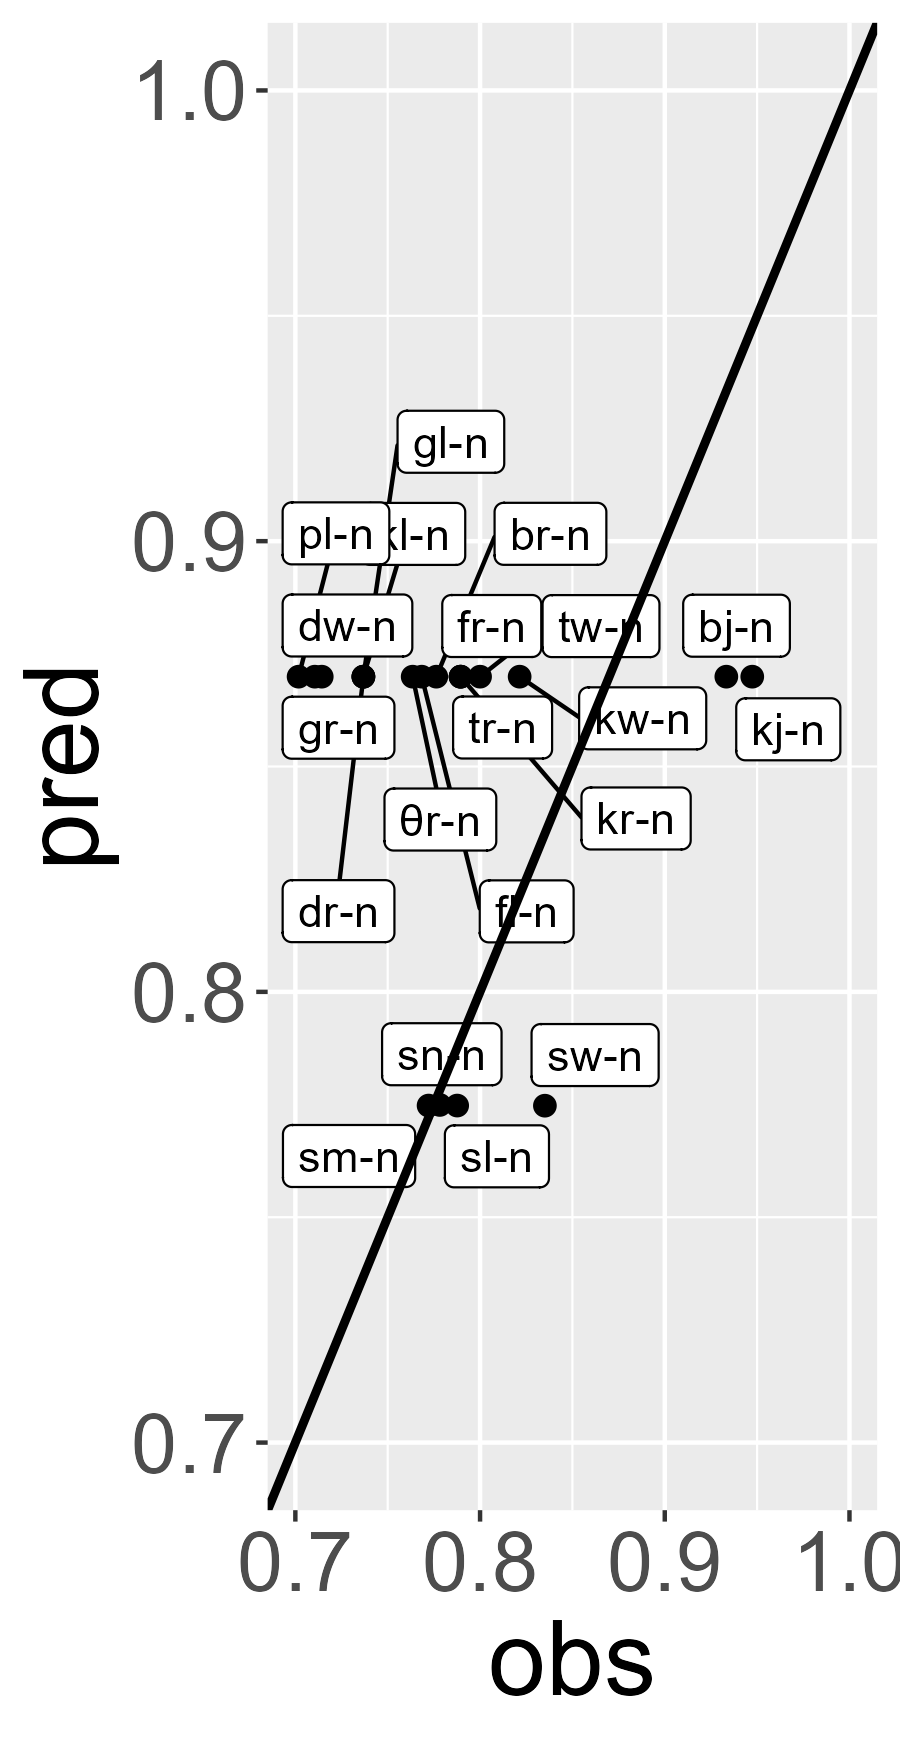 1.0
gl-n
pl-n
kl-n
br-n
0.9
dw-n
fr-n
tw-n
bj-n
gr-n
tr-n
kw-n
kj-n
θr-n
kr-n
dr-n
fl-n
0.8
sn-n
sw-n
sm-n
sl-n
0.7
pred
0.7 0.8 0.9 1.0
obs